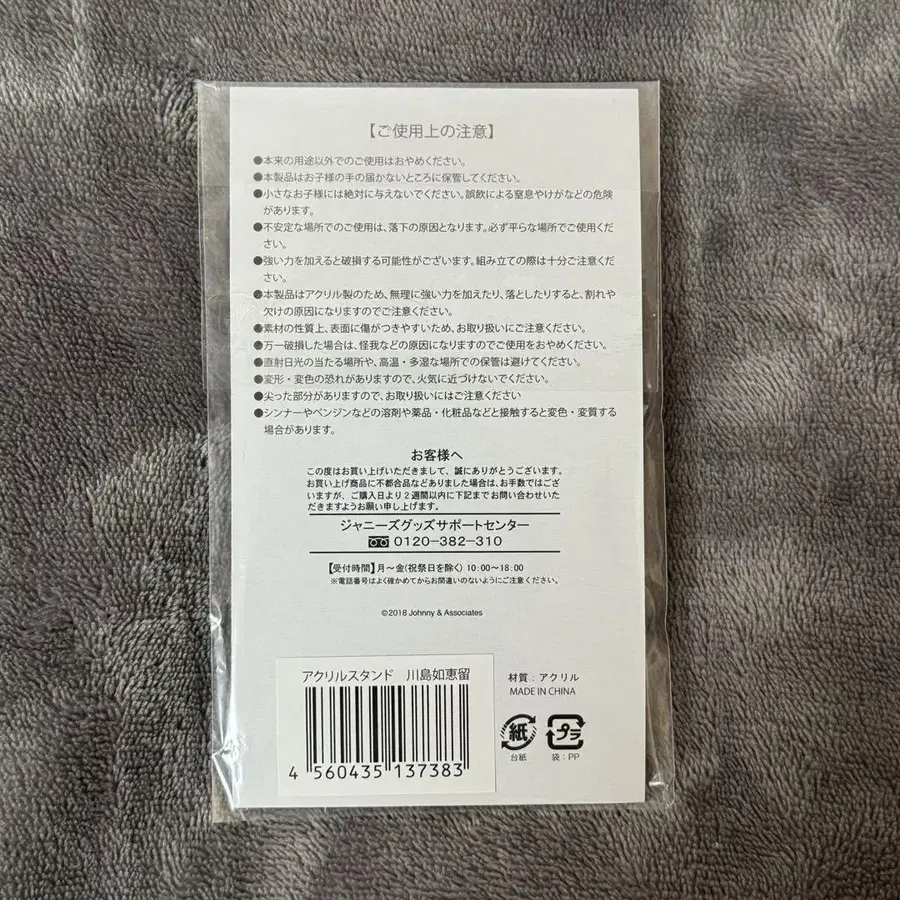 【ご使用上の注意】
●本来の用途以外でのご使用はおやめください。
●本製品はお子様の手の届かないところに保管してください。
●小さなお子様には絶対に与えないでください。誤飲による窒息やけがなどの危険
があります。
●不安定な場所でのご使用は、落下の原因となります。必ず平らな場所でご使用くだ
さい。
●強い力を加えると破損する可能性がございます。組み立ての際は十分ご注意くださ
い。
●本製品はアクリル製のため、無理に強い力を加えたり、落としたりすると、割れや
欠けの原因になりますのでご注意ください。
●素材の性質上、表面に傷がつきやすいため、お取り扱いにご注意ください。
●万一破損した場合は、怪我などの原因になりますのでご使用をおやめください。
●直射日光の当たる場所や、高温・多湿な場所での保管は避けてください。
●変形・変色の恐れがありますので、火気に近づけないでください。
●尖った部分がありますので、お取り扱いにはご注意ください
●シンナーやベンジンなどの溶剤や薬品・化粧品などと接触すると変色・変質する
場合があります。
お客様へ
この度はお買い上げいただきまして、誠にありがとうございます。
お買い上げ商品に不都合品などありました場合は、お手数ではござ
いますが、ご購入日より2週間以内に下記までお問い合わせいた
だきますようお願い申し上げます。
ジャニーズグッズサポートセンター
0120-382-310
【受付時間】月～金(祝祭日を除く) 10:00～18:00
※電話番号はよく確かめてからお間違いのないようにご注意ください。
©2018 Johnny & Associates
アクリルスタンド 川島如恵留
4 560435 137383
材質:アクリル
MADE IN CHINA
紙 プラ
台紙 袋:PP